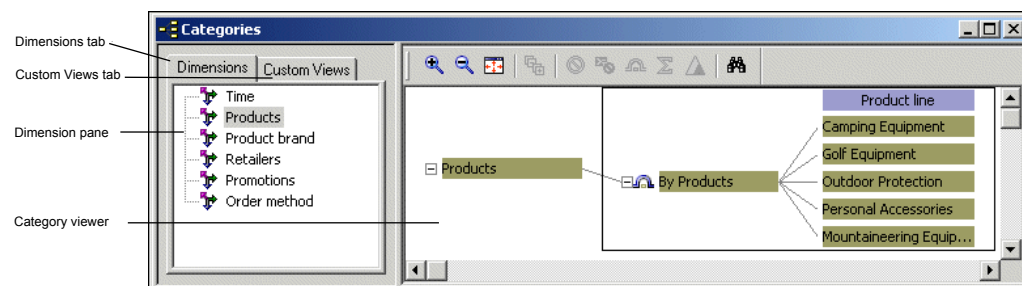 Categories
Dimensions tab
Custom Views tab
Dimension pane
Category viewer
Dimensions
Custom Views
Time
Products
Product brand
Retailers
Promotions
Order method
Products
By Products
Product line
Camping Equipment
Golf Equipment
Outdoor Protection
Personal Accessories
Mountaineering Equip...